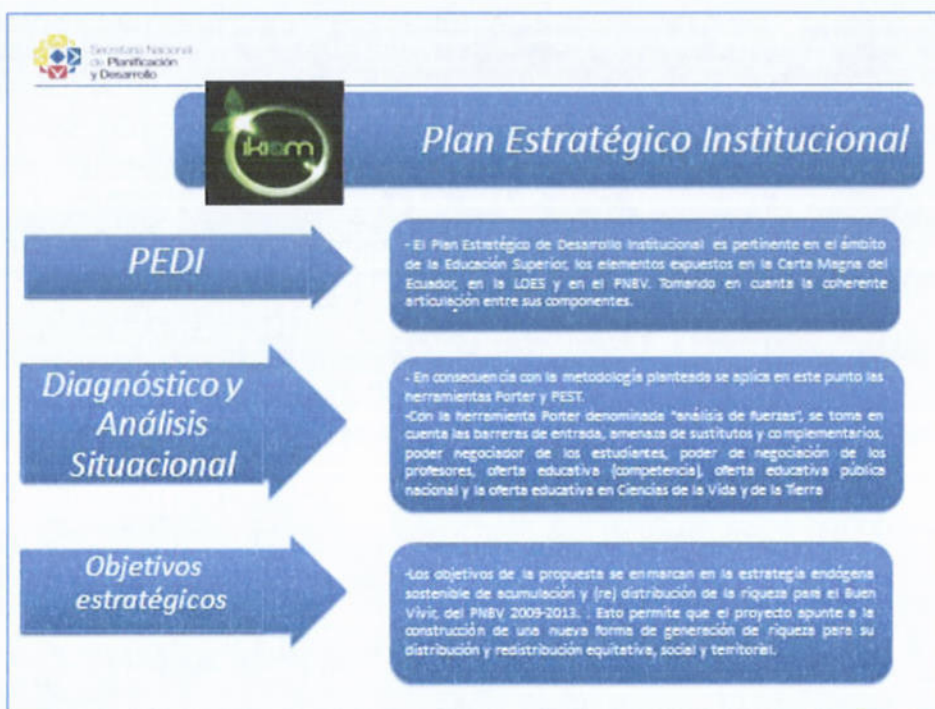 Secretaría Nacional
de Planificación
y Desarrollo
ikiam
Plan Estratégico Institucional
PEDI
- El Plan Estratégico de Desarrollo Institucional es pertinente en el ámbito
de la Educación Superior, los elementos expuestos en la Carta Magna del
Ecuador, en la LOES y en el PNBV. Tomando en cuenta la coherente
articulación entre sus componentes.
Diagnóstico y
Análisis
Situacional
- En consecuencia con la metodología planteada se aplica en este punto las
herramientas Porter y PEST.
-Con la herramienta Porter denominada "análisis de fuerzas", se toma en
cuenta las barreras de entrada, amenaza de sustitutos y complementarios,
poder negociador de los estudiantes, poder de negociación de los
profesores, oferta educativa (competencia), oferta educativa pública
nacional y la oferta educativa en Ciencias de la Vida y de la Tierra
Objetivos
estratégicos
-Los objetivos de la propuesta se enmarcan en la estrategia endógena
sostenible de acumulación y (re) distribución de la riqueza para el Buen
Vivir, del PNBV 2009-2013. . Esto permite que el proyecto apunte a la
construcción de una nueva forma de generación de riqueza para su
distribución y redistribución equitativa, social y territorial.